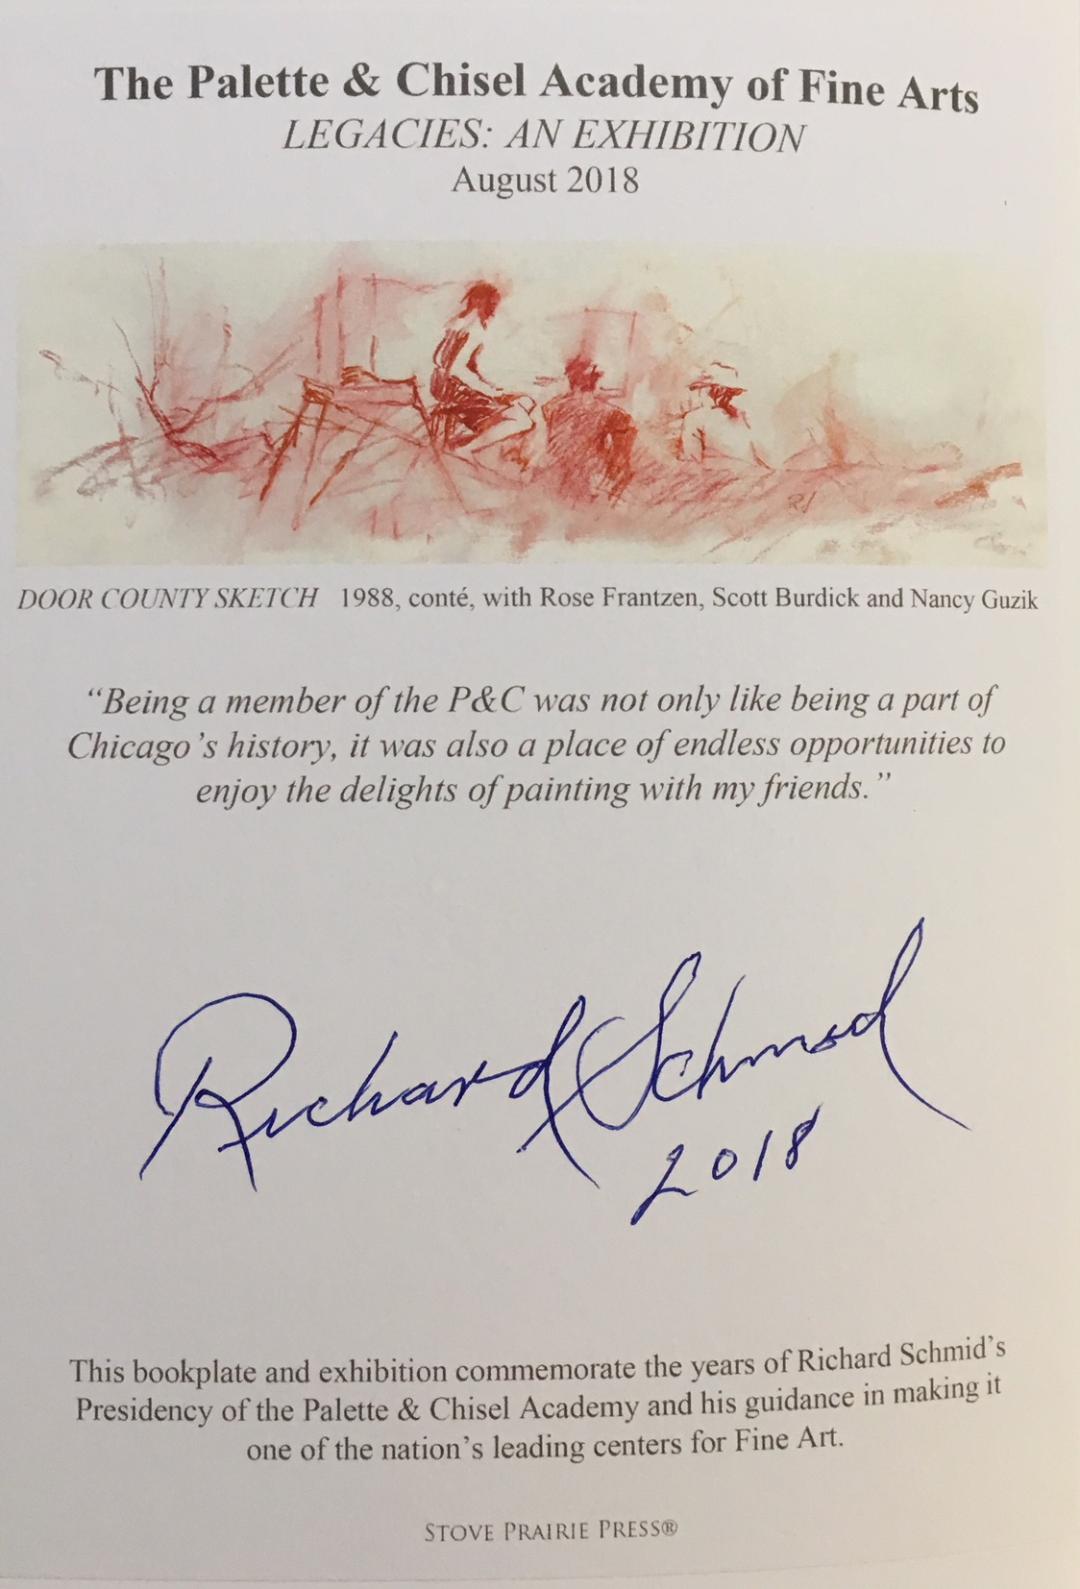 The Palette & Chisel Academy of Fine Arts
LEGACIES: AN EXHIBITION
August 2018
RS
DOOR COUNTY SKETCH 1988, conté, with Rose Frantzen, Scott Burdick and Nancy Guzik
“Being a member of the P&C was not only like being a part of
Chicago’s history, it was also a place of endless opportunities to
enjoy the delights of painting with my friends.”
Richard Schmid
2018
This bookplate and exhibition commemorate the years of Richard Schmid’s
Presidency of the Palette & Chisel Academy and his guidance in making it
one of the nation’s leading centers for Fine Art.
STOVE PRAIRIE PRESS®